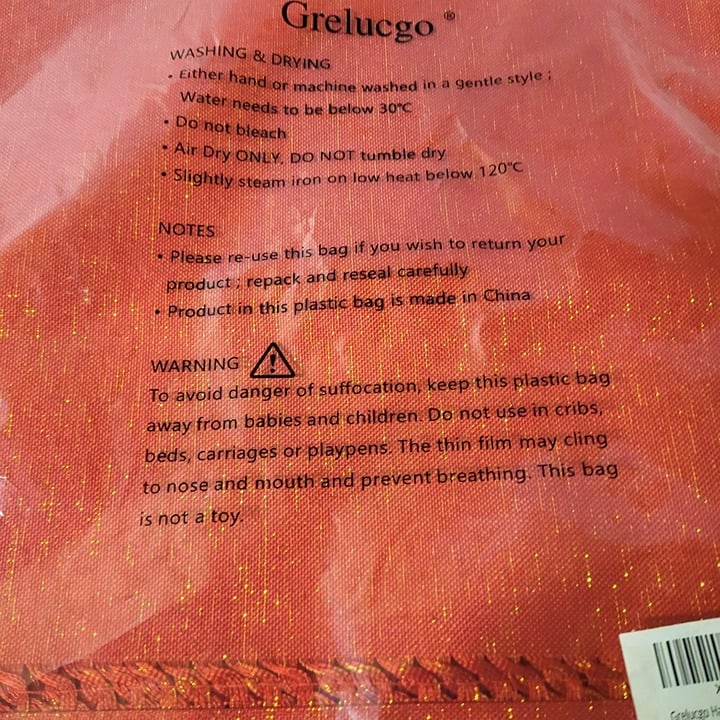 Grelucgo ®
WASHING & DRYING
• Either hand or machine washed in a gentle style ;
Water needs to be below 30℃
• Do not bleach
• Air Dry ONLY, DO NOT tumble dry
• Slightly steam iron on low heat below 120℃
NOTES
• Please re-use this bag if you wish to return your
product ; repack and reseal carefully
• Product in this plastic bag is made in China
WARNING
To avoid danger of suffocation, keep this plastic bag
away from babies and children. Do not use in cribs,
beds, carriages or playpens. The thin film may cling
to nose and mouth and prevent breathing. This bag
is not a toy.
Grelucgo